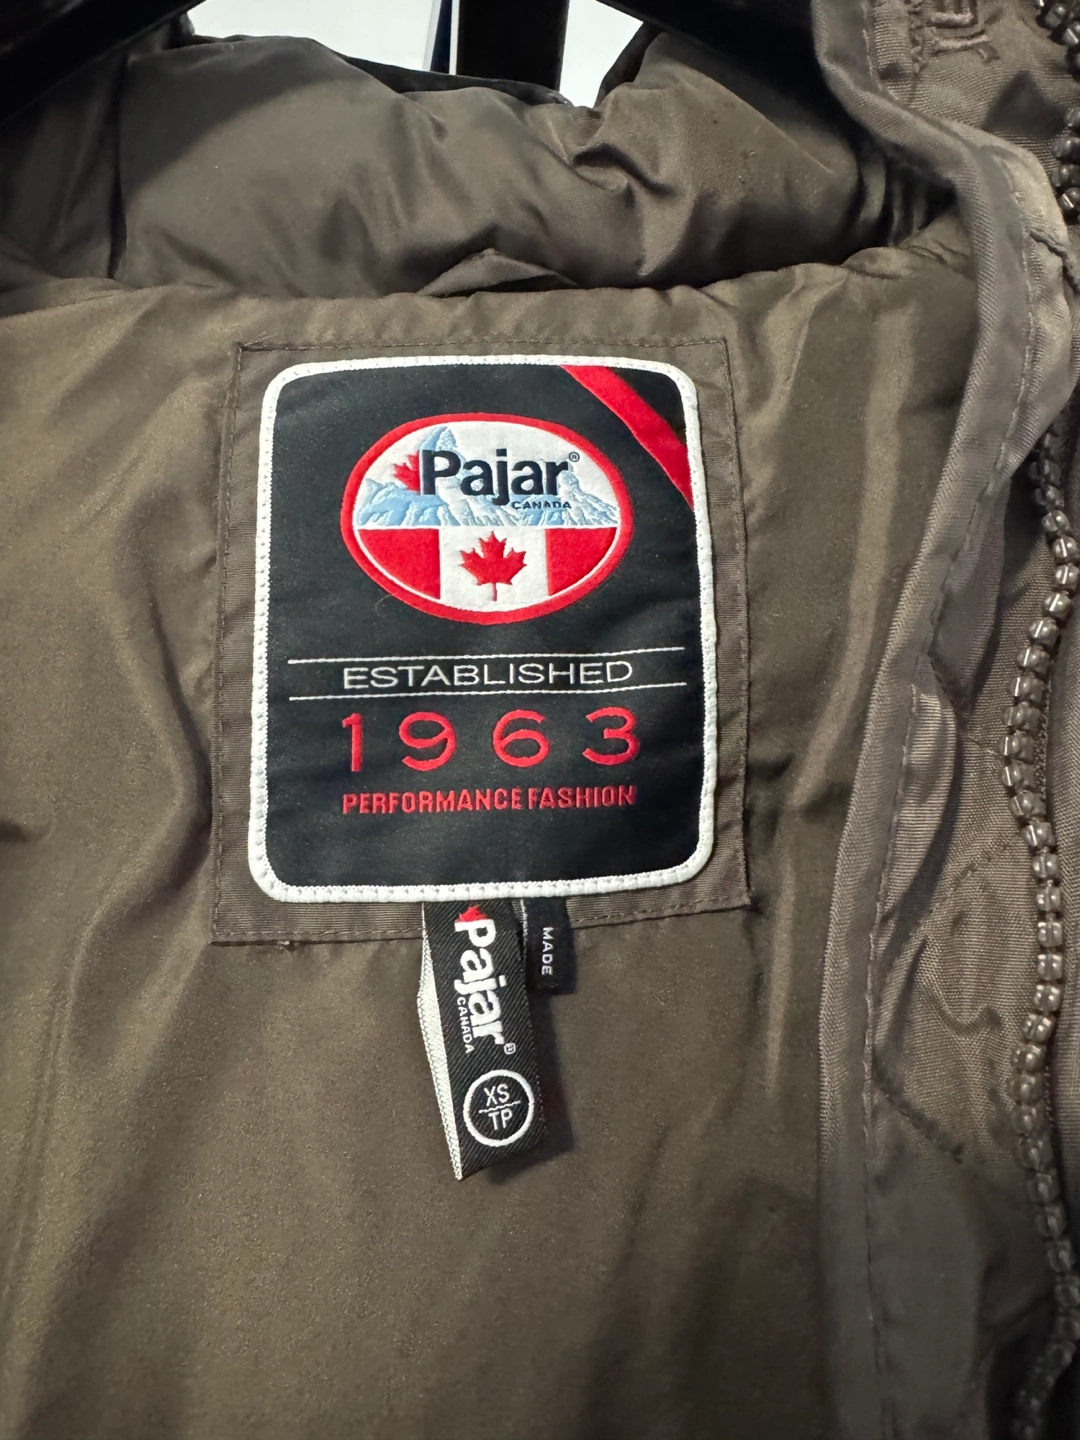 Pajar®
CANADA
ESTABLISHED
1963
PERFORMANCE FASHION
Pajar®
CANADA
XS
TP
MADE